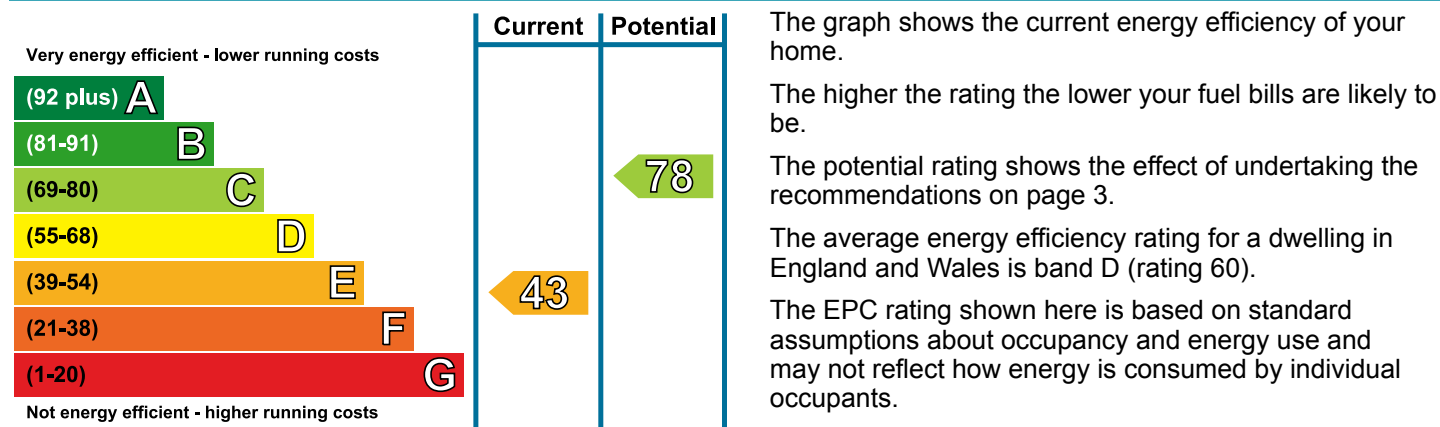 Current Potential
Very energy efficient - lower running costs
(92 plus) A
(81-91) B
(69-80) C
78
(55-68) D
(39-54) E
43
(21-38) F
(1-20) G
Not energy efficient - higher running costs
The graph shows the current energy efficiency of your
home.
The higher the rating the lower your fuel bills are likely to
be.
The potential rating shows the effect of undertaking the
recommendations on page 3.
The average energy efficiency rating for a dwelling in
England and Wales is band D (rating 60).
The EPC rating shown here is based on standard
assumptions about occupancy and energy use and
may not reflect how energy is consumed by individual
occupants.